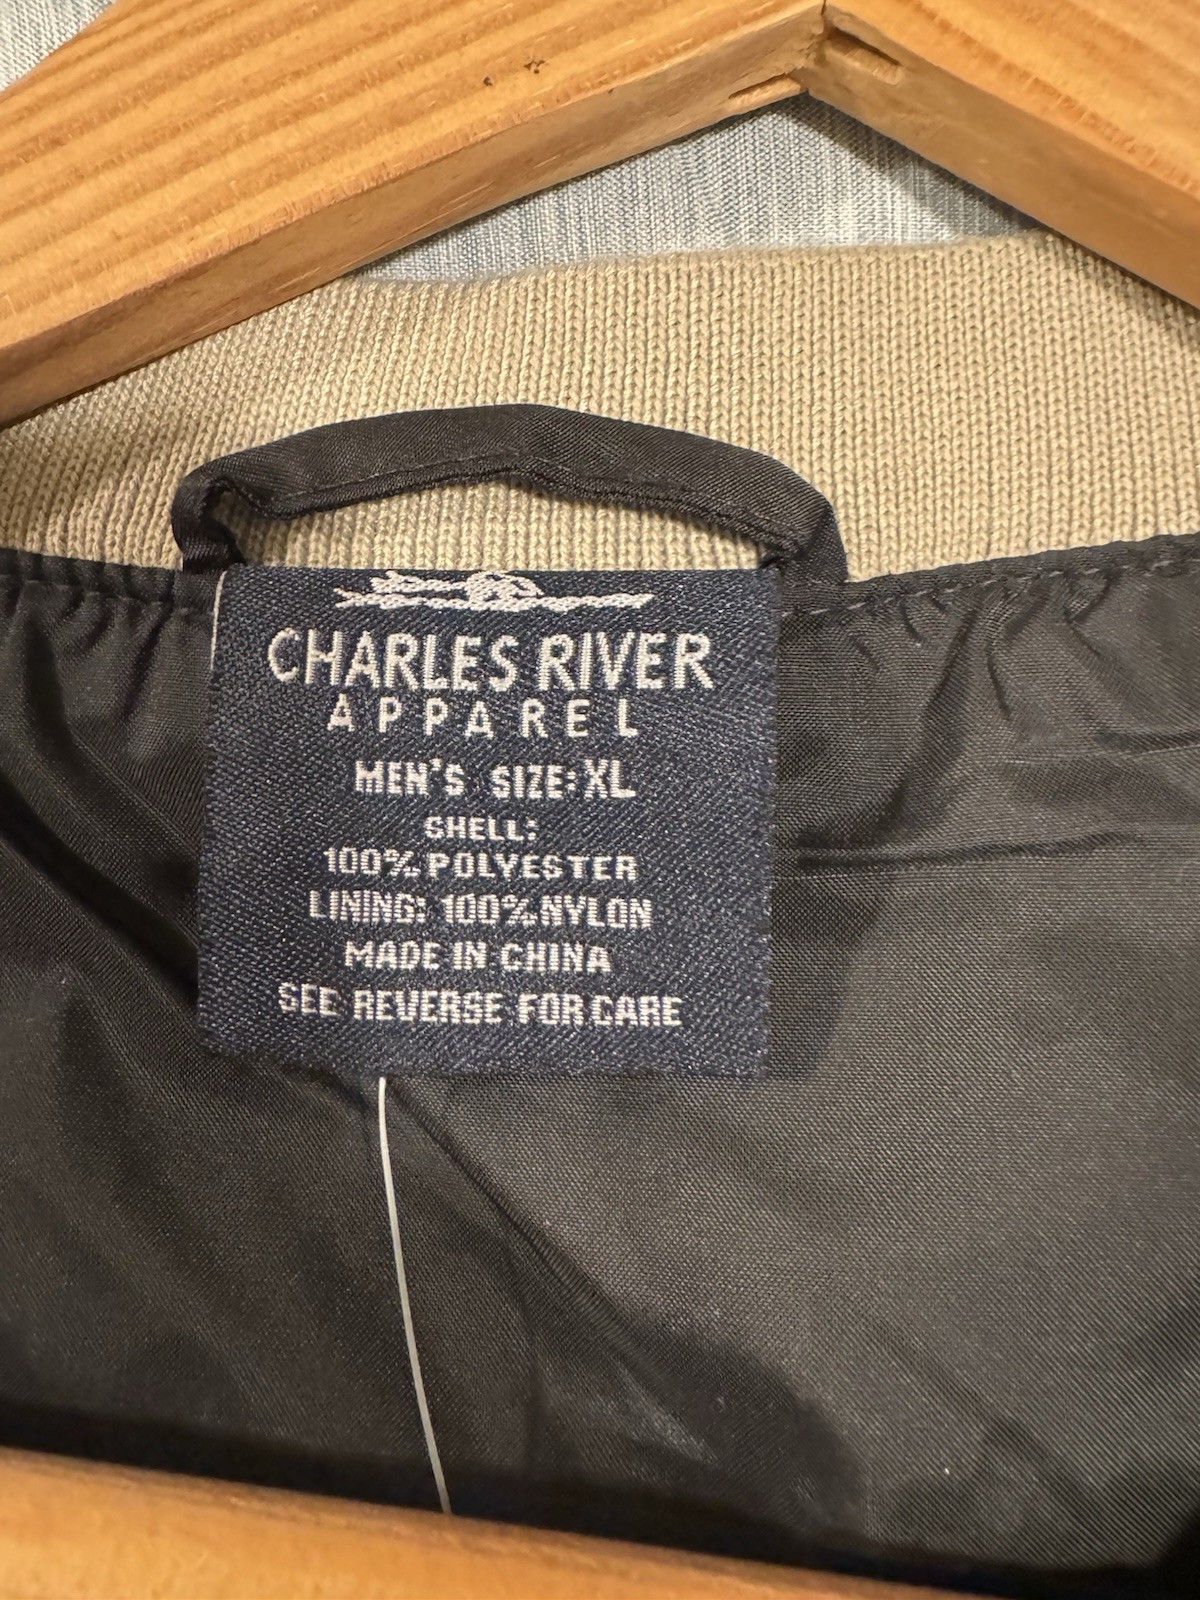 CHARLES RIVER
APPAREL
MEN'S SIZE: XL
SHELL:
100% POLYESTER
LINING: 100% NYLON
MADE IN CHINA
SEE REVERSE FOR CARE